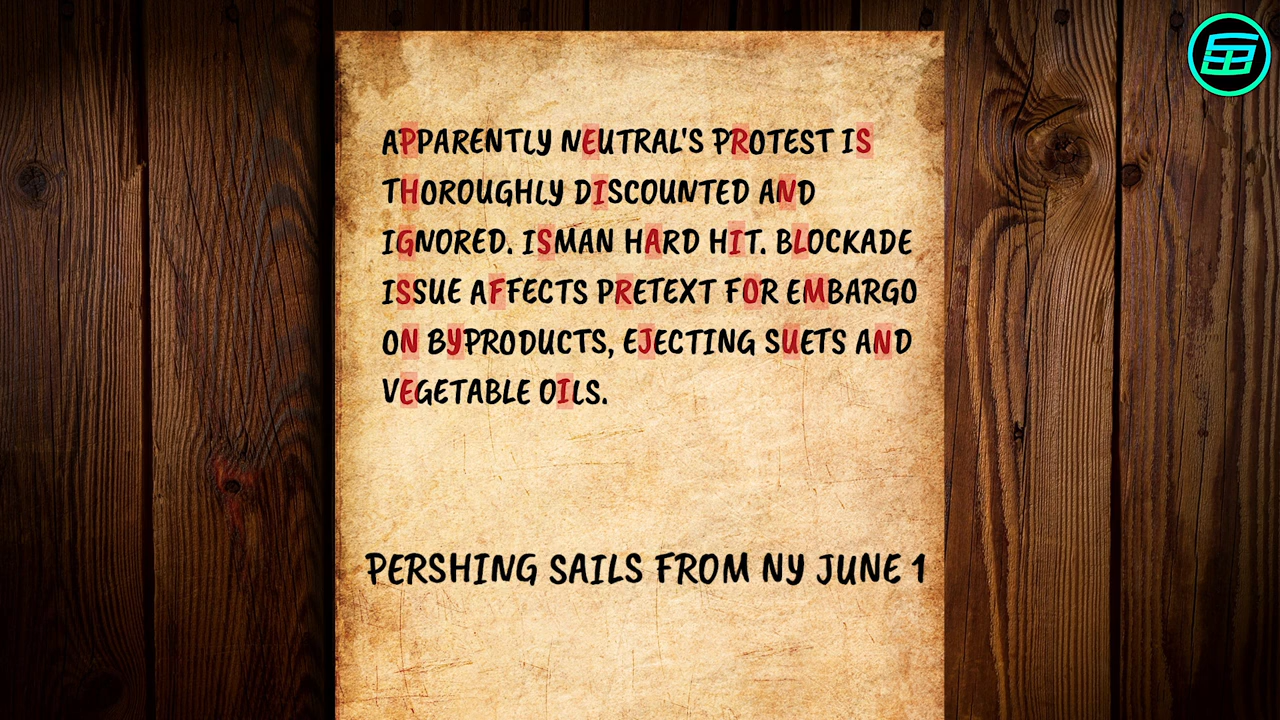 APPARENTLY NEUTRAL'S PROTEST IS
THOROUGHLY DISCOUNTED AND
IGNORED. ISMAN HARD HIT. BLOCKADE
ISSUE AFFECTS PRETEXT FOR EMBARGO
ON BYPRODUCTS, EJECTING SUETS AND
VEGETABLE OILS.
PERSHING SAILS FROM NY JUNE 1